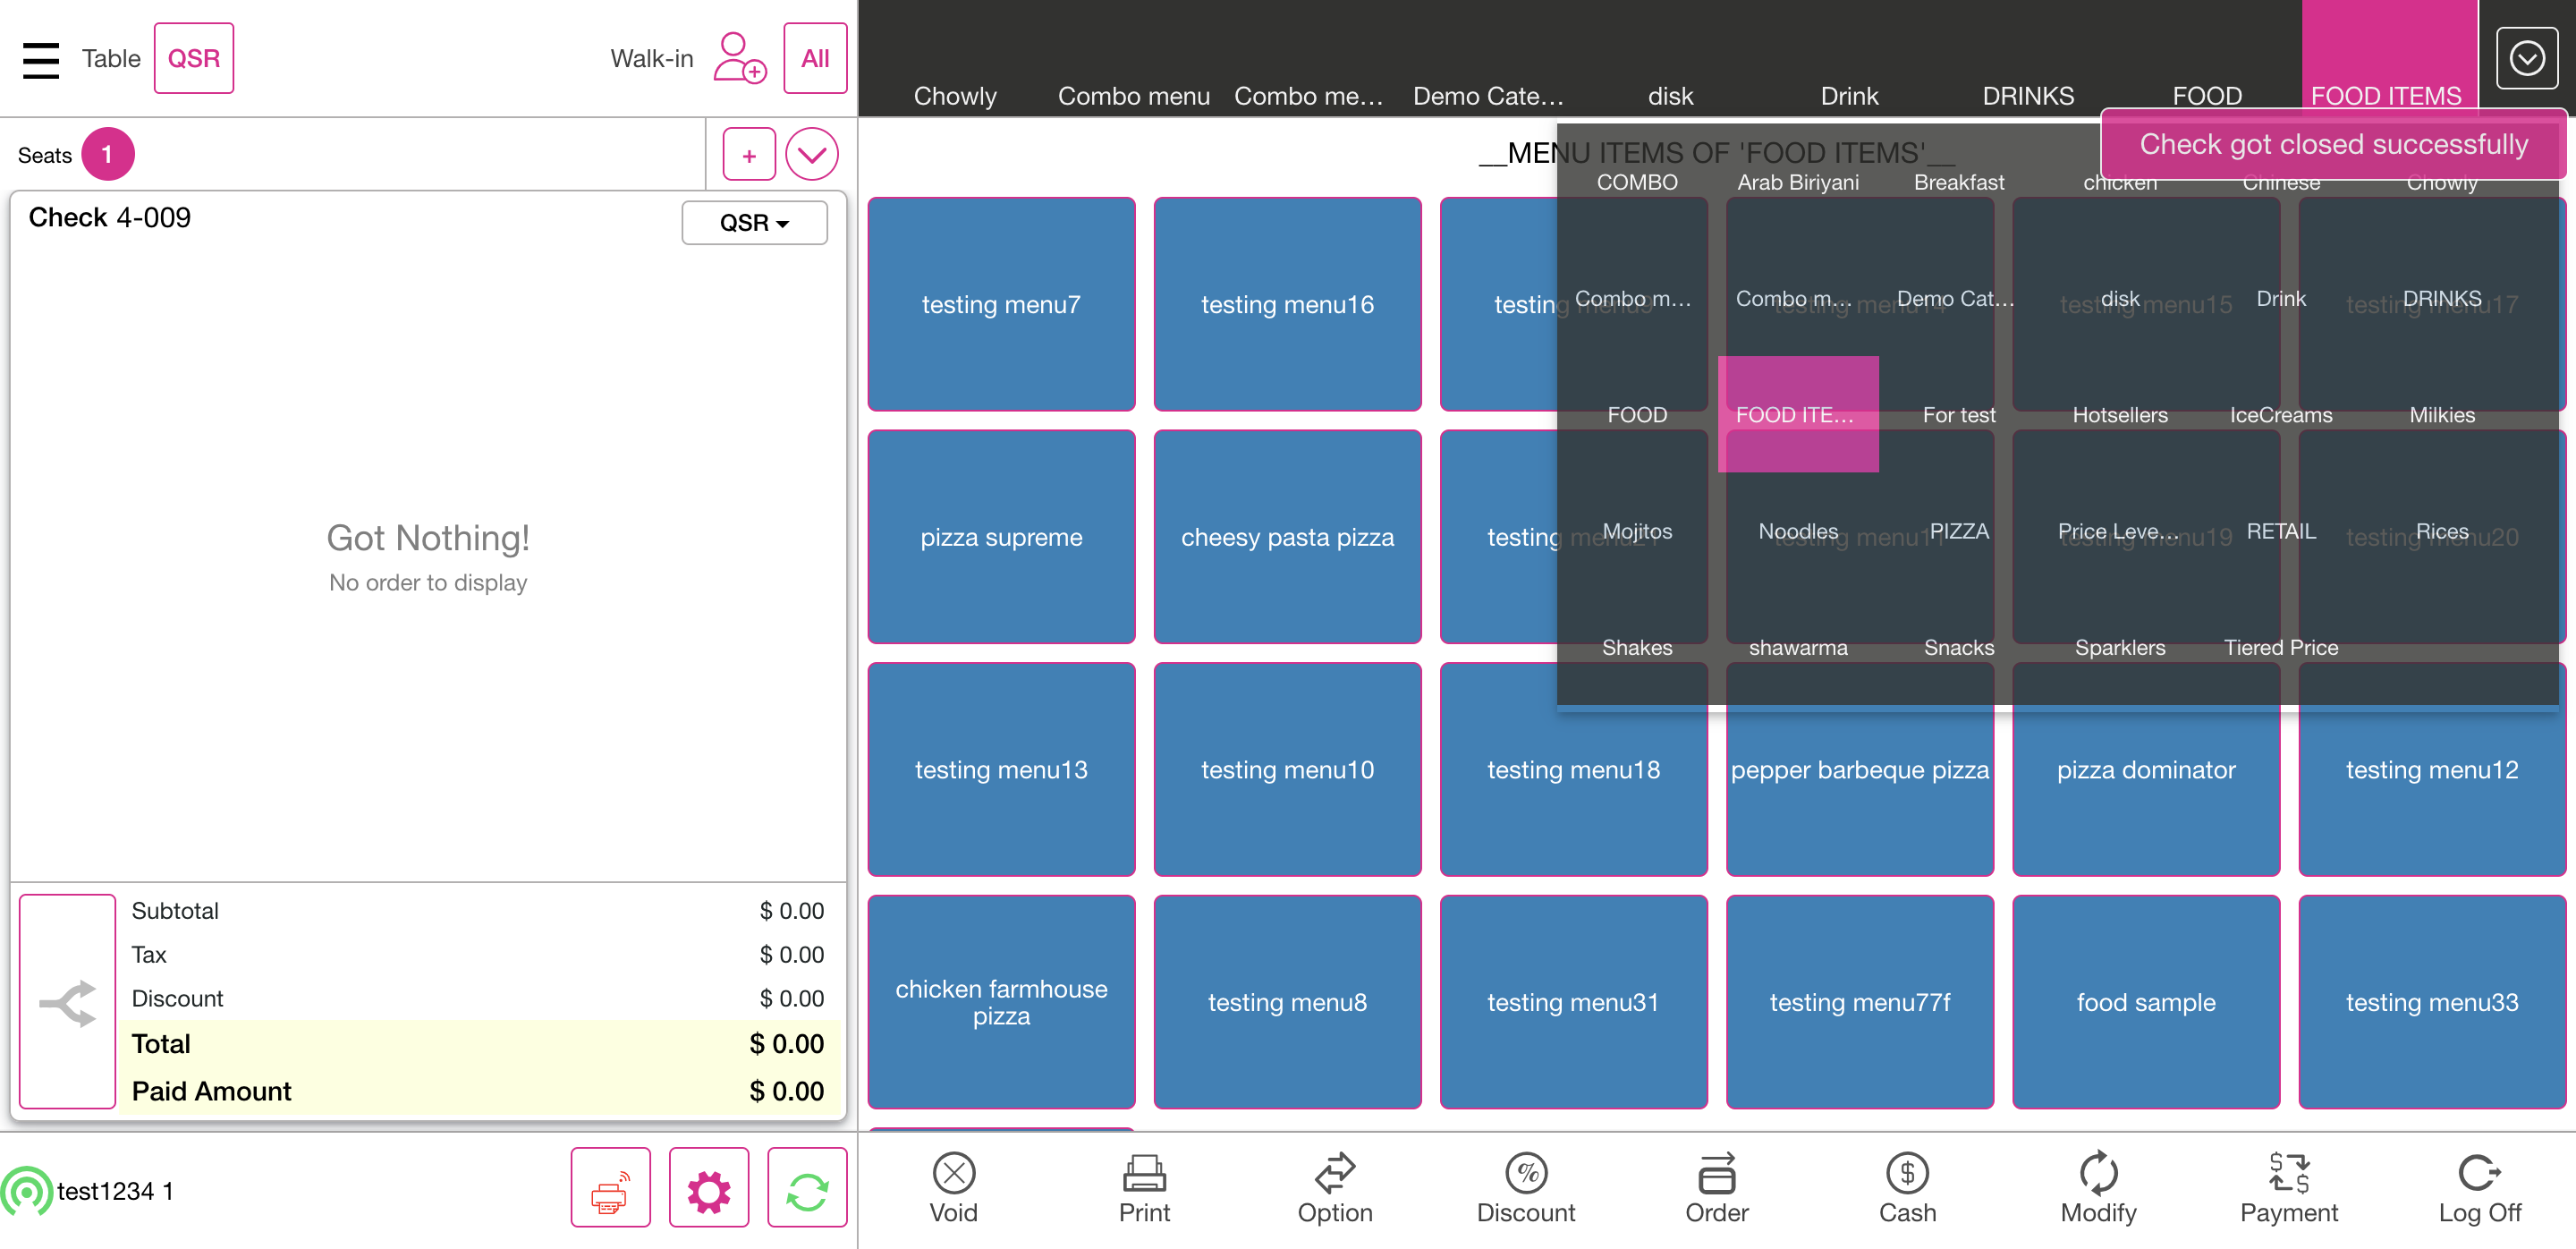 Table
QSR
Walk-in
All
Chowly
Combo menu
Combo me...
Demo Cate...
disk
Drink
DRINKS
FOOD
FOOD ITEMS
Check got closed successfully
Seats
1
+
__MENU ITEMS OF 'FOOD ITEMS'__
Check 4-009
QSR
Got Nothing!
No order to display
COMBO
Arab Biriyani
Breakfast
chicken
Chinese
Chowly
Combo m...
Combo m...
Demo Cat...
disk
Drink
DRINKS
FOOD
FOOD ITE...
For test
Hotsellers
IceCreams
Milkies
Mojitos
Noodles
PIZZA
Price Leve...
RETAIL
Rices
Shakes
shawarma
Snacks
Sparklers
Tiered Price
testing menu7
testing menu16
testing menu9
testing menu14
testing menu15
testing menu17
pizza supreme
cheesy pasta pizza
testing
testing menu11
testing menu19
testing menu20
testing menu13
testing menu10
testing menu18
pepper barbeque pizza
pizza dominator
testing menu12
chicken farmhouse
pizza
testing menu8
testing menu31
testing menu77f
food sample
testing menu33
Subtotal $ 0.00
Tax $ 0.00
Discount $ 0.00
Total $ 0.00
Paid Amount $ 0.00
test1234 1
Void
Print
Option
Discount
Order
Cash
Modify
Payment
Log Off